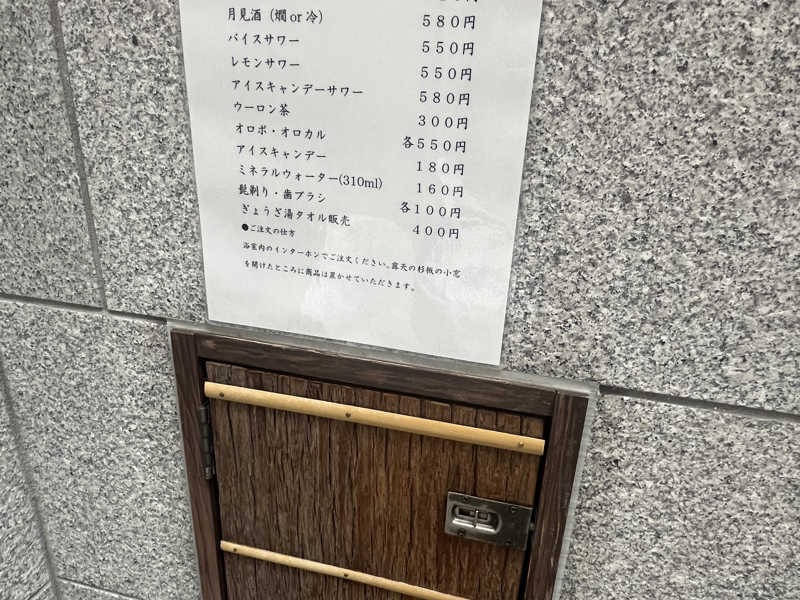 月見酒(燗or冷) 580円
バイスサワー 550円
レモンサワー 550円
アイスキャンデーサワー 580円
ウーロン茶 300円
オロポ・オロカル 各550円
アイスキャンデー 180円
ミネラルウォーター(310ml) 160円
髭剃り・歯ブラシ 各100円
ぎょうざ湯タオル販売 400円
●ご注文の仕方
浴室内のインターホンでご注文ください。露天の杉板の小窓
を開けたところに商品は置かせていただきます。